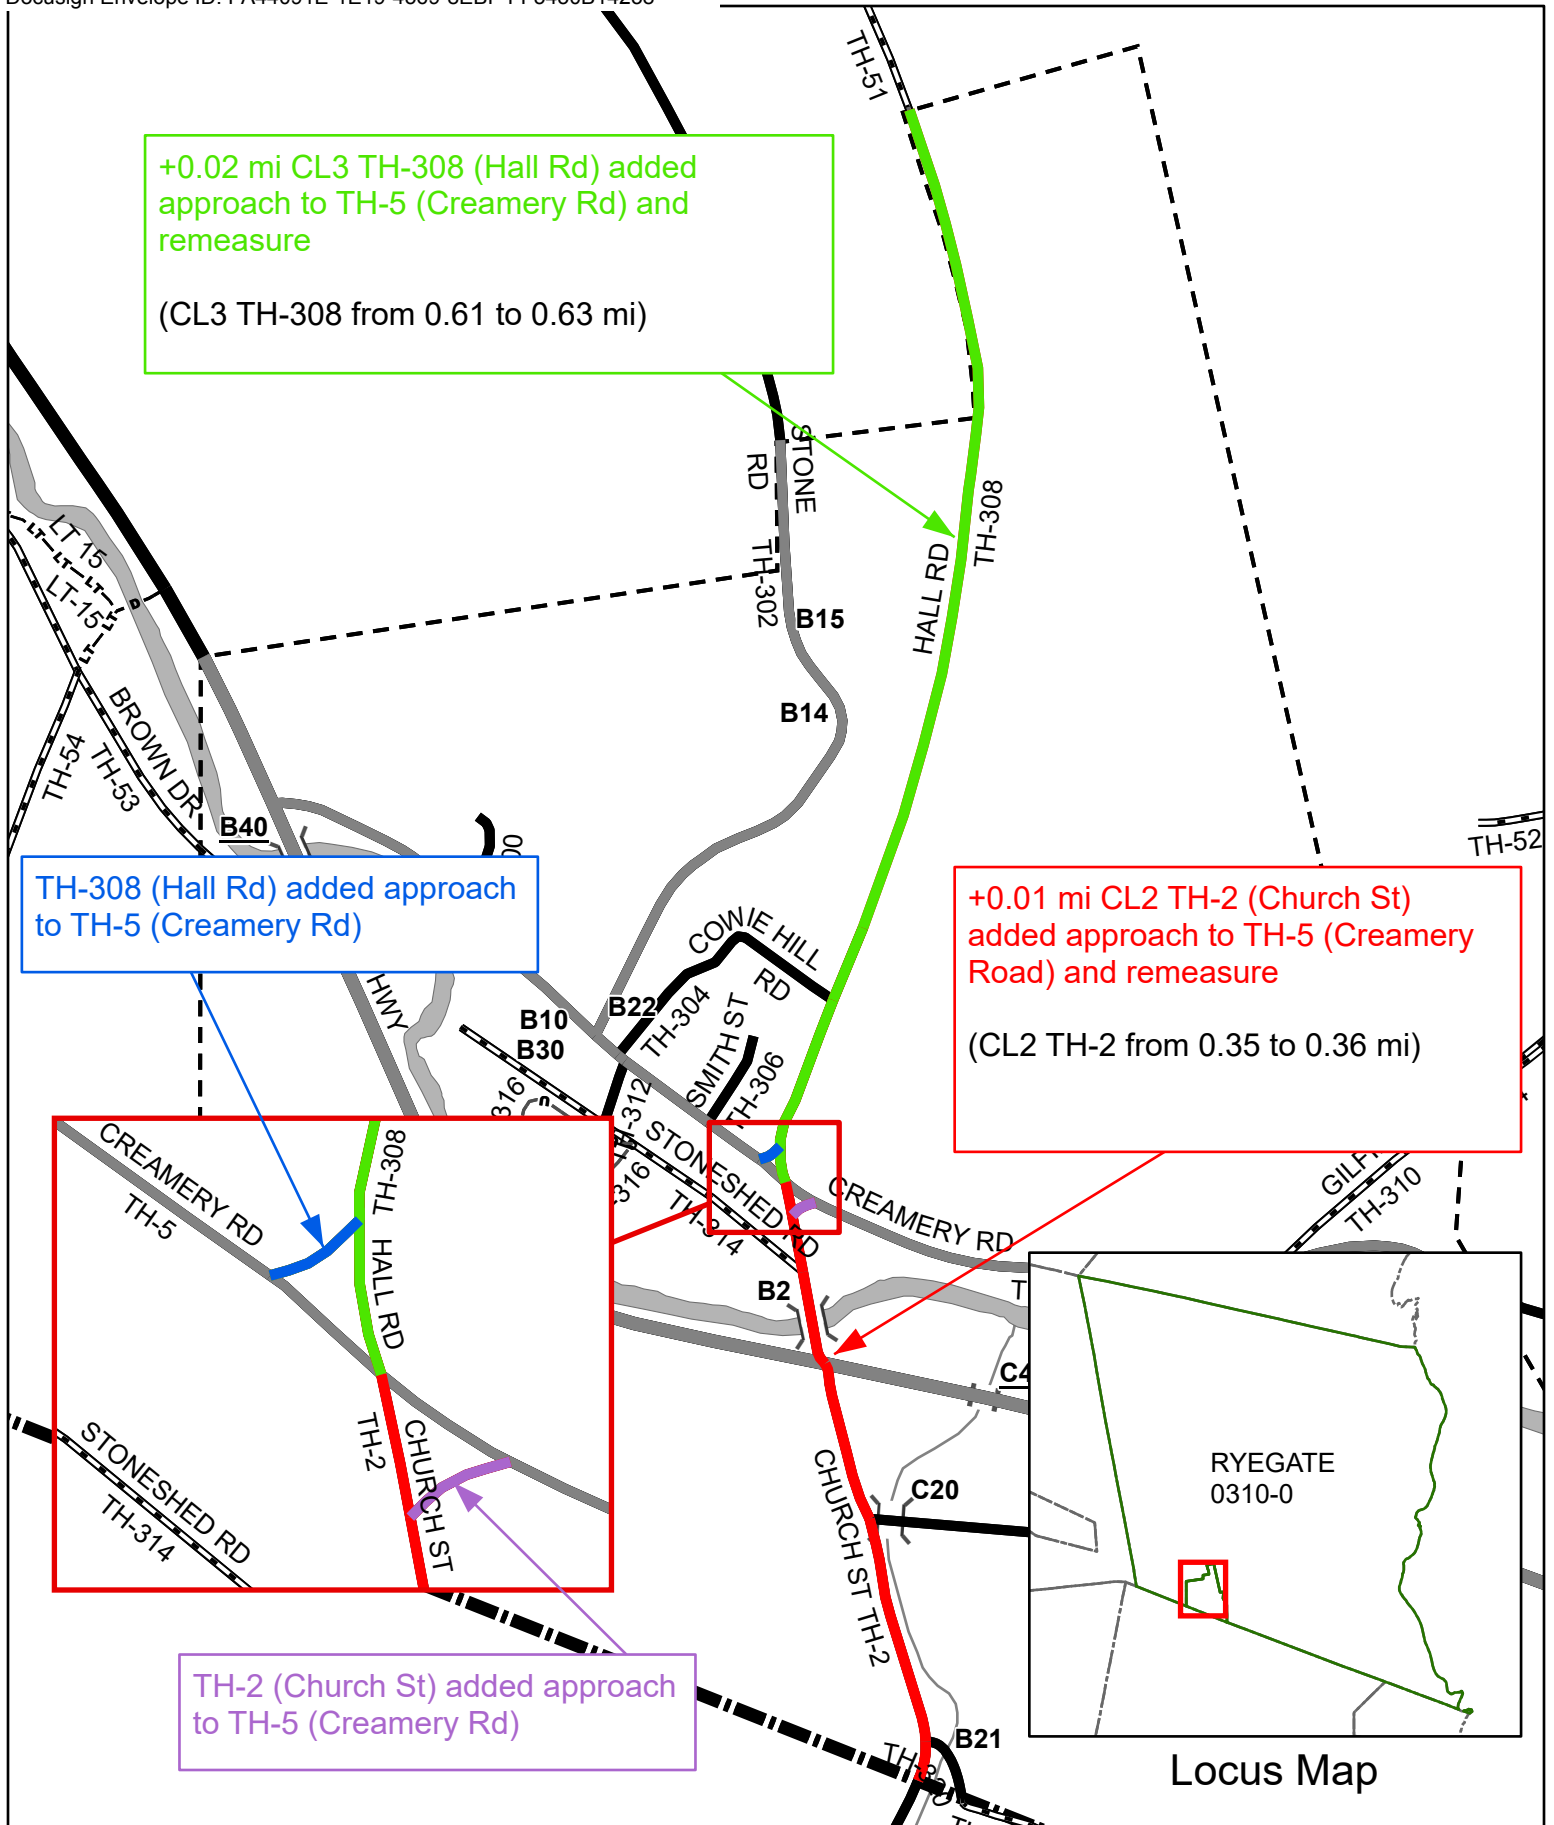 TH-51
+0.02 mi CL3 TH-308 (Hall Rd) added
approach to TH-5 (Creamery Rd) and
remeasure
(CL3 TH-308 from 0.61 to 0.63 mi)
STONE
RD
TH-302
HALL RD
TH-308
LT 15
LT-15
D
B15
B14
BROWN DR
TH-54
TH-53
B40
TH-52
TH-308 (Hall Rd) added approach
to TH-5 (Creamery Rd)
+0.01 mi CL2 TH-2 (Church St)
added approach to TH-5 (Creamery
Road) and remeasure
(CL2 TH-2 from 0.35 to 0.36 mi)
HWY
COWIE HILL
RD
B22
TH-304
B10
B30
SMITH ST
TH-306
STONESHED RD
TH-314
CREAMERY RD
GILF
TH-310
CREAMERY RD
TH-5
TH-308
HALL RD
TH-2
CHURCH ST
STONESHED RD
TH-314
B2
C4
C20
CHURCH ST TH-2
RYEGATE
0310-0
TH-2 (Church St) added approach
to TH-5 (Creamery Rd)
B21
Locus Map